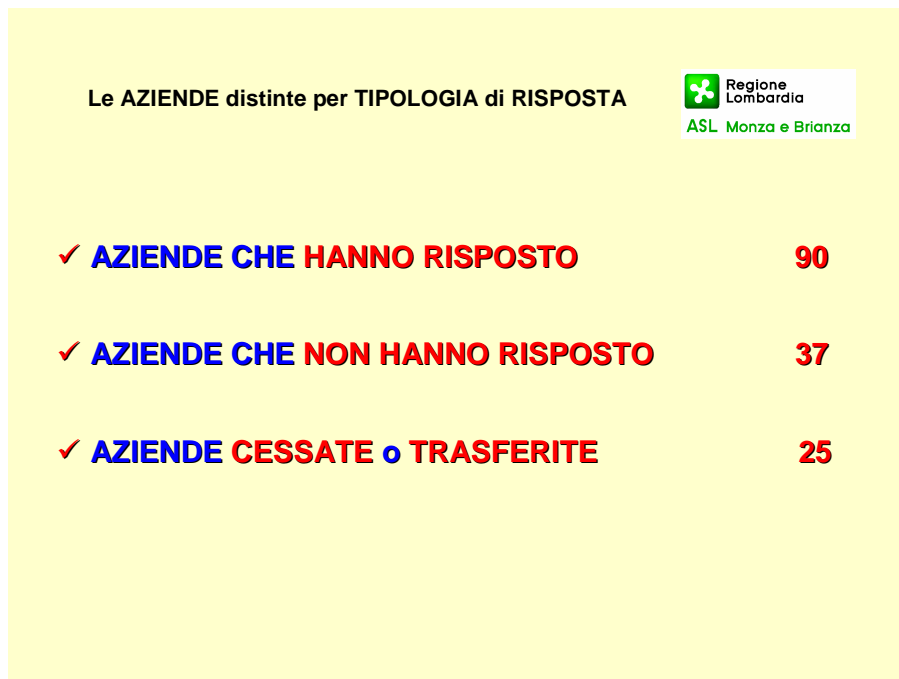 Le AZIENDE distinte per TIPOLOGIA di RISPOSTA
Regione
Lombardia
ASL Monza e Brianza
✓ AZIENDE CHE HANNO RISPOSTO 90
✓ AZIENDE CHE NON HANNO RISPOSTO 37
✓ AZIENDE CESSATE o TRASFERITE 25